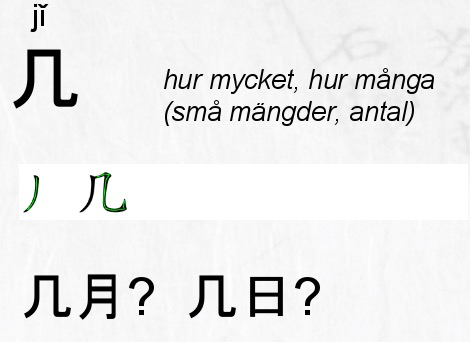 jǐ
几
hur mycket, hur många
(små mängder, antal)
丿 几
几月? 几日?